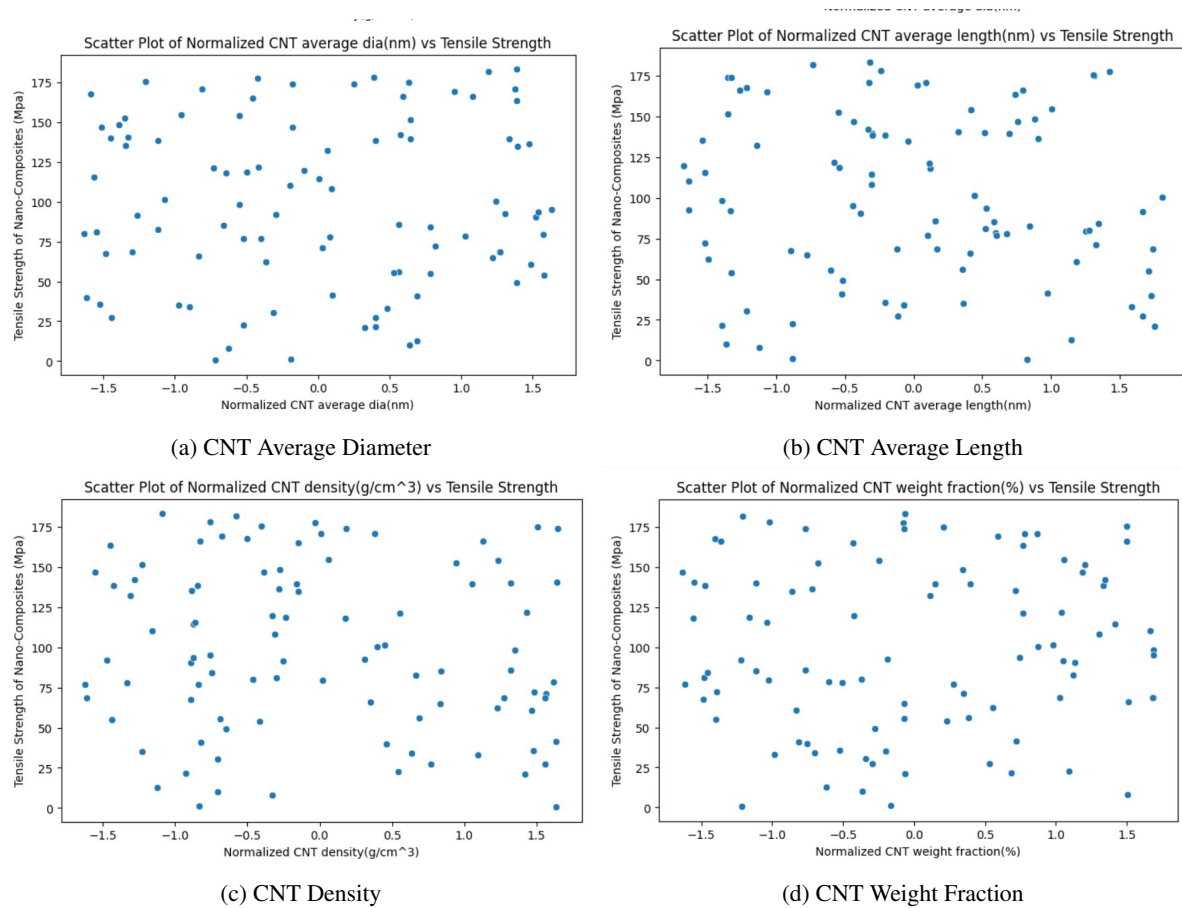 Scatter Plot of Normalized CNT average dia(nm) vs Tensile Strength
Tensile Strength of Nano-Composites (Mpa)
175
150
125
100
75
50
25
0
−1.5 −1.0 −0.5 0.0 0.5 1.0 1.5
Normalized CNT average dia(nm)
(a) CNT Average Diameter
Normalized CNT average dia(nm)
Scatter Plot of Normalized CNT average length(nm) vs Tensile Strength
Tensile Strength of Nano-Composites (Mpa)
175
150
125
100
75
50
25
0
−1.5 −1.0 −0.5 0.0 0.5 1.0 1.5
Normalized CNT average length(nm)
(b) CNT Average Length
Scatter Plot of Normalized CNT density(g/cm^3) vs Tensile Strength
Tensile Strength of Nano-Composites (Mpa)
175
150
125
100
75
50
25
0
−1.5 −1.0 −0.5 0.0 0.5 1.0 1.5
Normalized CNT density(g/cm^3)
(c) CNT Density
Scatter Plot of Normalized CNT weight fraction(%) vs Tensile Strength
Tensile Strength of Nano-Composites (Mpa)
175
150
125
100
75
50
25
0
−1.5 −1.0 −0.5 0.0 0.5 1.0 1.5
Normalized CNT weight fraction(%)
(d) CNT Weight Fraction